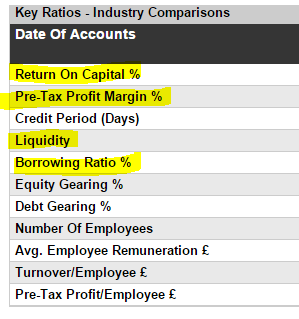 Key Ratios - Industry Comparisons
Date Of Accounts
Return On Capital %
Pre-Tax Profit Margin %
Credit Period (Days)
Liquidity
Borrowing Ratio %
Equity Gearing %
Debt Gearing %
Number Of Employees
Avg. Employee Remuneration £
Turnover/Employee £
Pre-Tax Profit/Employee £